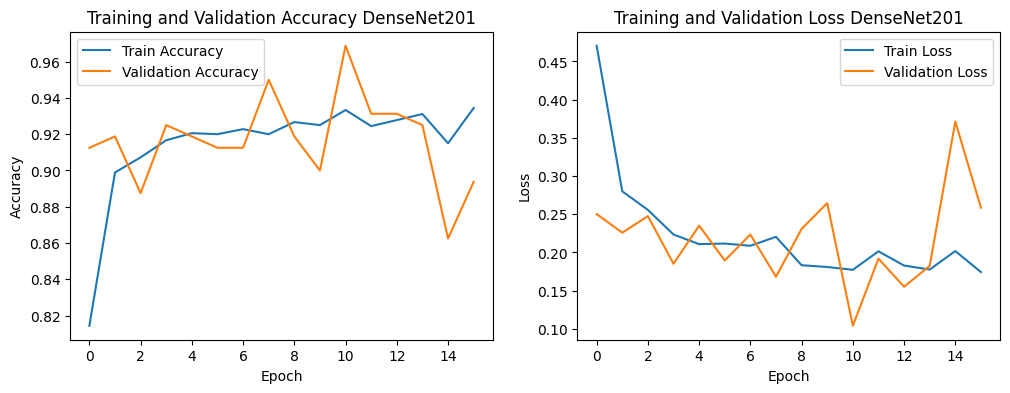 Training and Validation Accuracy DenseNet201
Train Accuracy
Validation Accuracy
0.96
0.94
0.92
0.90
0.88
0.86
0.84
0.82
Accuracy
0 2 4 6 8 10 12 14
Epoch
Training and Validation Loss DenseNet201
Train Loss
Validation Loss
0.45
0.40
0.35
0.30
0.25
0.20
0.15
0.10
Loss
0 2 4 6 8 10 12 14
Epoch